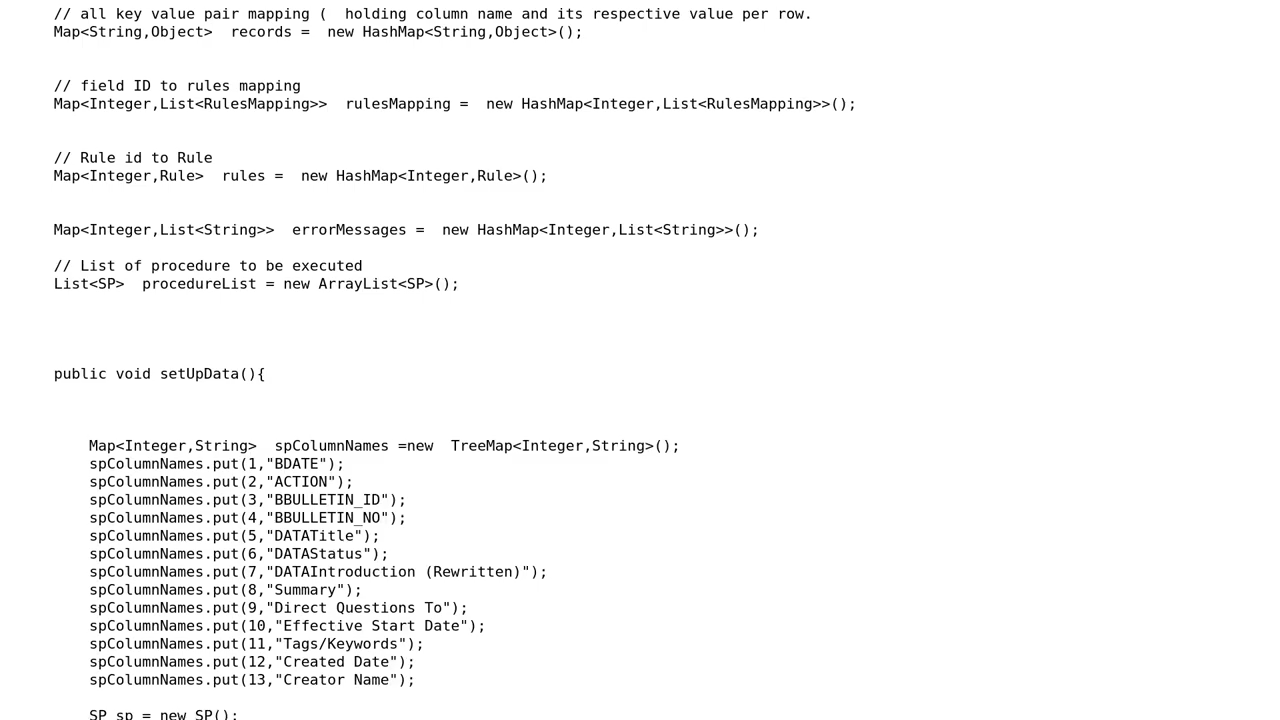 // all key value pair mapping (  holding column name and its respective value per row.
Map<String,Object>  records =  new HashMap<String,Object>();
// field ID to rules mapping
Map<Integer,List<RulesMapping>>  rulesMapping =  new HashMap<Integer,List<RulesMapping>>();
// Rule id to Rule
Map<Integer,Rule>  rules =  new HashMap<Integer,Rule>();
Map<Integer,List<String>>  errorMessages =  new HashMap<Integer,List<String>>();
// List of procedure to be executed
List<SP>  procedureList = new ArrayList<SP>();
public void setUpData(){
Map<Integer,String>  spColumnNames =new  TreeMap<Integer,String>();
spColumnNames.put(1,"BDATE");
spColumnNames.put(2,"ACTION");
spColumnNames.put(3,"BBULLETIN_ID");
spColumnNames.put(4,"BBULLETIN_NO");
spColumnNames.put(5,"DATATitle");
spColumnNames.put(6,"DATAStatus");
spColumnNames.put(7,"DATAIntroduction (Rewritten)");
spColumnNames.put(8,"Summary");
spColumnNames.put(9,"Direct Questions To");
spColumnNames.put(10,"Effective Start Date");
spColumnNames.put(11,"Tags/Keywords");
spColumnNames.put(12,"Created Date");
spColumnNames.put(13,"Creator Name");
SP sp = new SP();